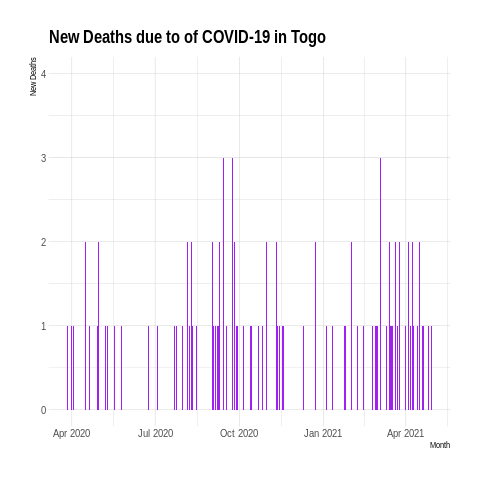 New Deaths due to of COVID-19 in Togo
New Deaths
4
3
2
1
0
Apr 2020 Jul 2020 Oct 2020 Jan 2021 Apr 2021
Month